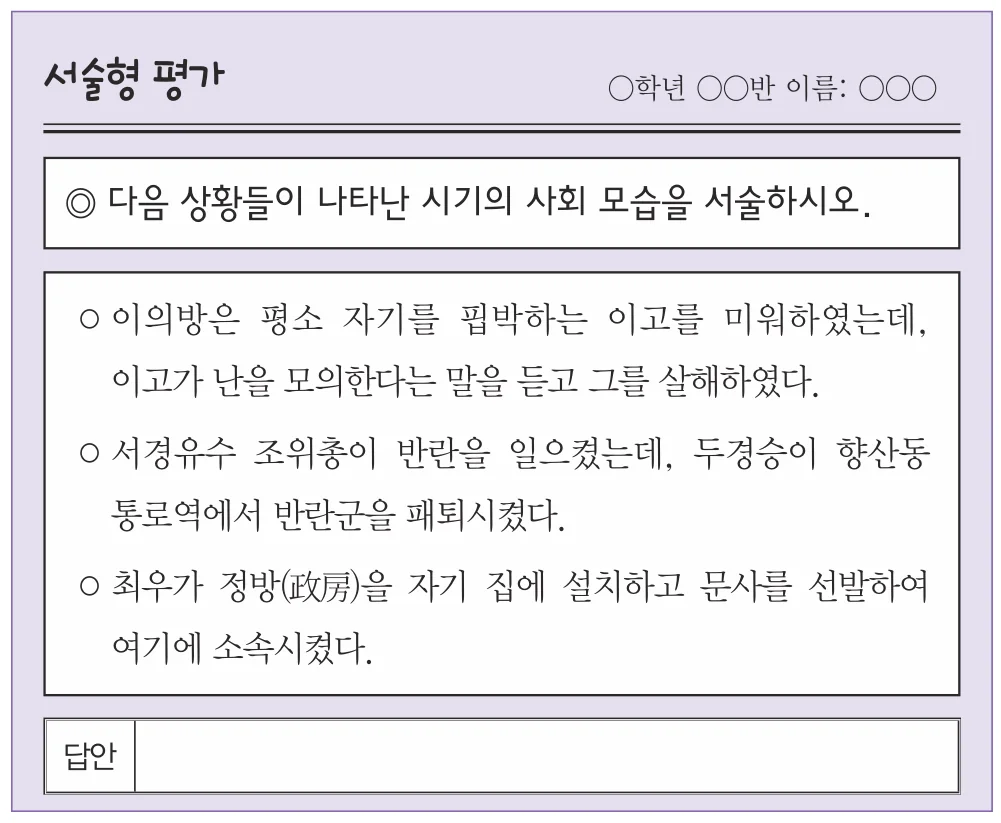 서술형 평가
○학년 ○○반 이름: ○○○
◎ 다음 상황들이 나타난 시기의 사회 모습을 서술하시오.
○ 이의방은 평소 자기를 핍박하는 이고를 미워하였는데,
이고가 난을 모의한다는 말을 듣고 그를 살해하였다.
○ 서경유수 조위총이 반란을 일으켰는데, 두경승이 향산동
통로역에서 반란군을 패퇴시켰다.
○ 최우가 정방(政房)을 자기 집에 설치하고 문사를 선발하여
여기에 소속시켰다.
답안